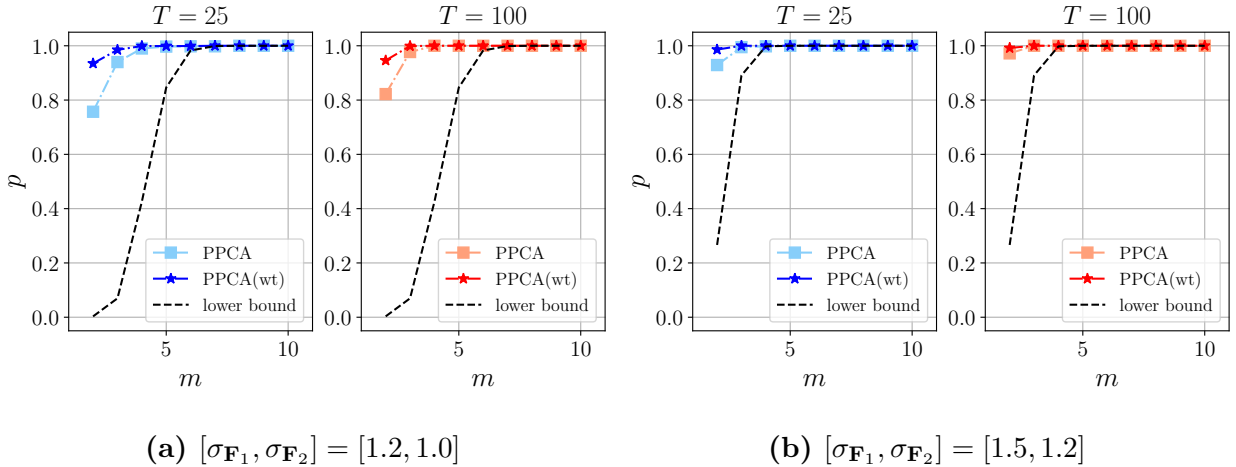 T = 25
T = 100
T = 25
T = 100
p
1.0
0.8
0.6
0.4
0.2
0.0
PPCA
PPCA(wt)
lower bound
5
10
m
1.0
0.8
0.6
0.4
0.2
0.0
PPCA
PPCA(wt)
lower bound
5
10
m
p
1.0
0.8
0.6
0.4
0.2
0.0
PPCA
PPCA(wt)
lower bound
5
10
m
1.0
0.8
0.6
0.4
0.2
0.0
PPCA
PPCA(wt)
lower bound
5
10
m
(a) [σ_F₁, σ_F₂] = [1.2, 1.0]
(b) [σ_F₁, σ_F₂] = [1.5, 1.2]